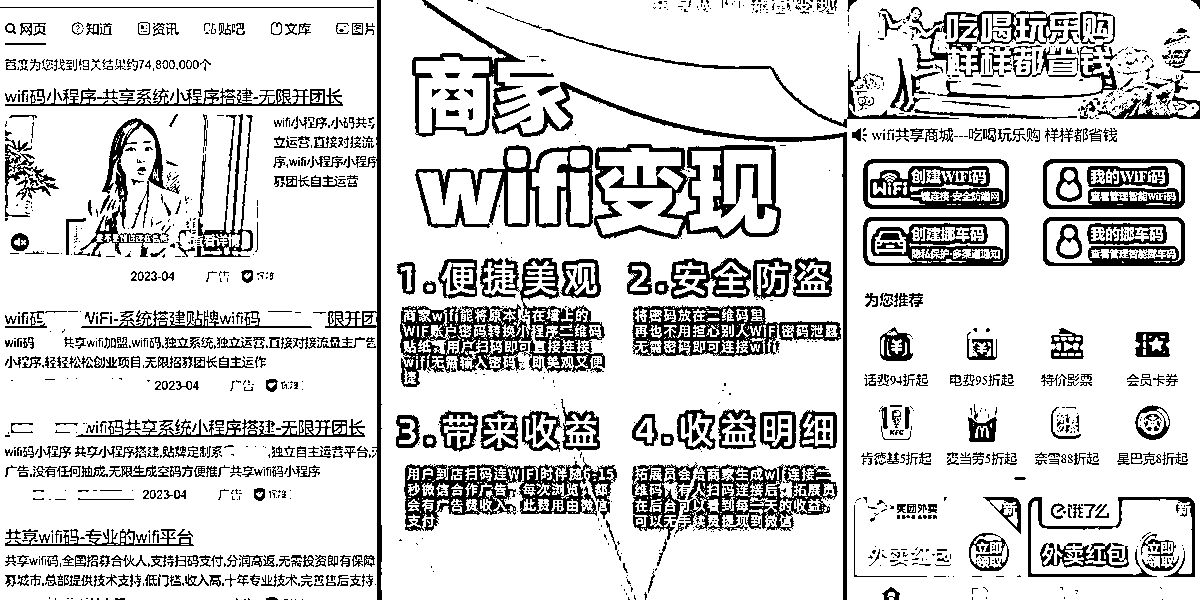 网页 知道 资讯 贴吧 文库 图片
百度为您找到相关结果约74,800,000个
wifi码小程序-共享系统小程序搭建-无限开团长
wifi小程序,小码共享
立运营,直接对接流
序,wifi小程序小程序
募团长自主运营
查看详情
2023-04 广告
wifi码 WiFi-系统搭建贴牌wifi码 限开团
wifi码 共享wifi加盟,wifi码,独立系统,独立运营,直接对接流量主广告
小程序,轻轻松松创业项目,无限招募团长自主运作
2023-04 广告
wifi码共享系统小程序搭建-无限开团长
wifi码小程序 共享小程序搭建,贴牌定制系 ,独立自主运营平台,无
广告,没有任何抽成,无限生成空码方便推广共享wifi码小程序
2023-04 广告
共享wifi码-专业的wifi平台
共享wifi码,全国招募合伙人,支持扫码支付,分润高返,无需投资即有保障
募城市,总部提供技术支持,低门槛,收入高,十年专业技术,完善售后支持
商家
wifi变现
1.便捷美观
商家wifi能将原本贴在墙上的
WIFI账户密码转换小程序二维码
贴纸,用户扫码即可直接连接
wifi无需输入密码,即美观又便
捷
2.安全防盗
将密码放在二维码里
再也不用担心别人WIFI密码泄露
无需密码即可连接wifi
3.带来收益
用户到店扫码连WIFI时弹放5-15
秒微信合作广告,每次浏览
会有广告费收入,此费用由微信
支付
4.收益明细
拓展员会为商家生成wifi连接二
维码,有人扫码连接后,拓展员
在后台可以看到每一天的收益,
可以无手续费提现到微信
吃喝玩乐购
样样都省钱
wifi共享商城---吃喝玩乐购 样样都省钱
WiFi 创建WIFI码
一键连接·安全防蹭网
我的WiFi码
查看管理智能WiFi码
创建挪车码
隐私保护·多渠道通知
我的挪车码
查看管理智能挪车码
为您推荐
话费94折起 电费95折起 特价影票 会员卡券
KFC
肯德基5折起 麦当劳5折起 奈雪88折起 星巴克8折起
美团外卖
外卖红包 立即领取
饿了么
外卖红包 立即领取